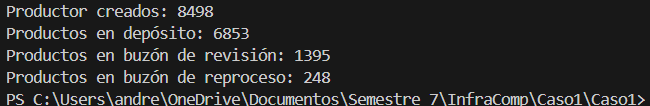 Productor creados: 8498
Productos en depósito: 6853
Productos en buzón de revisión: 1395
Productos en buzón de reproceso: 248
PS C:\Users\andre\OneDrive\Documentos\Semestre 7\InfraComp\Caso1\Caso1>